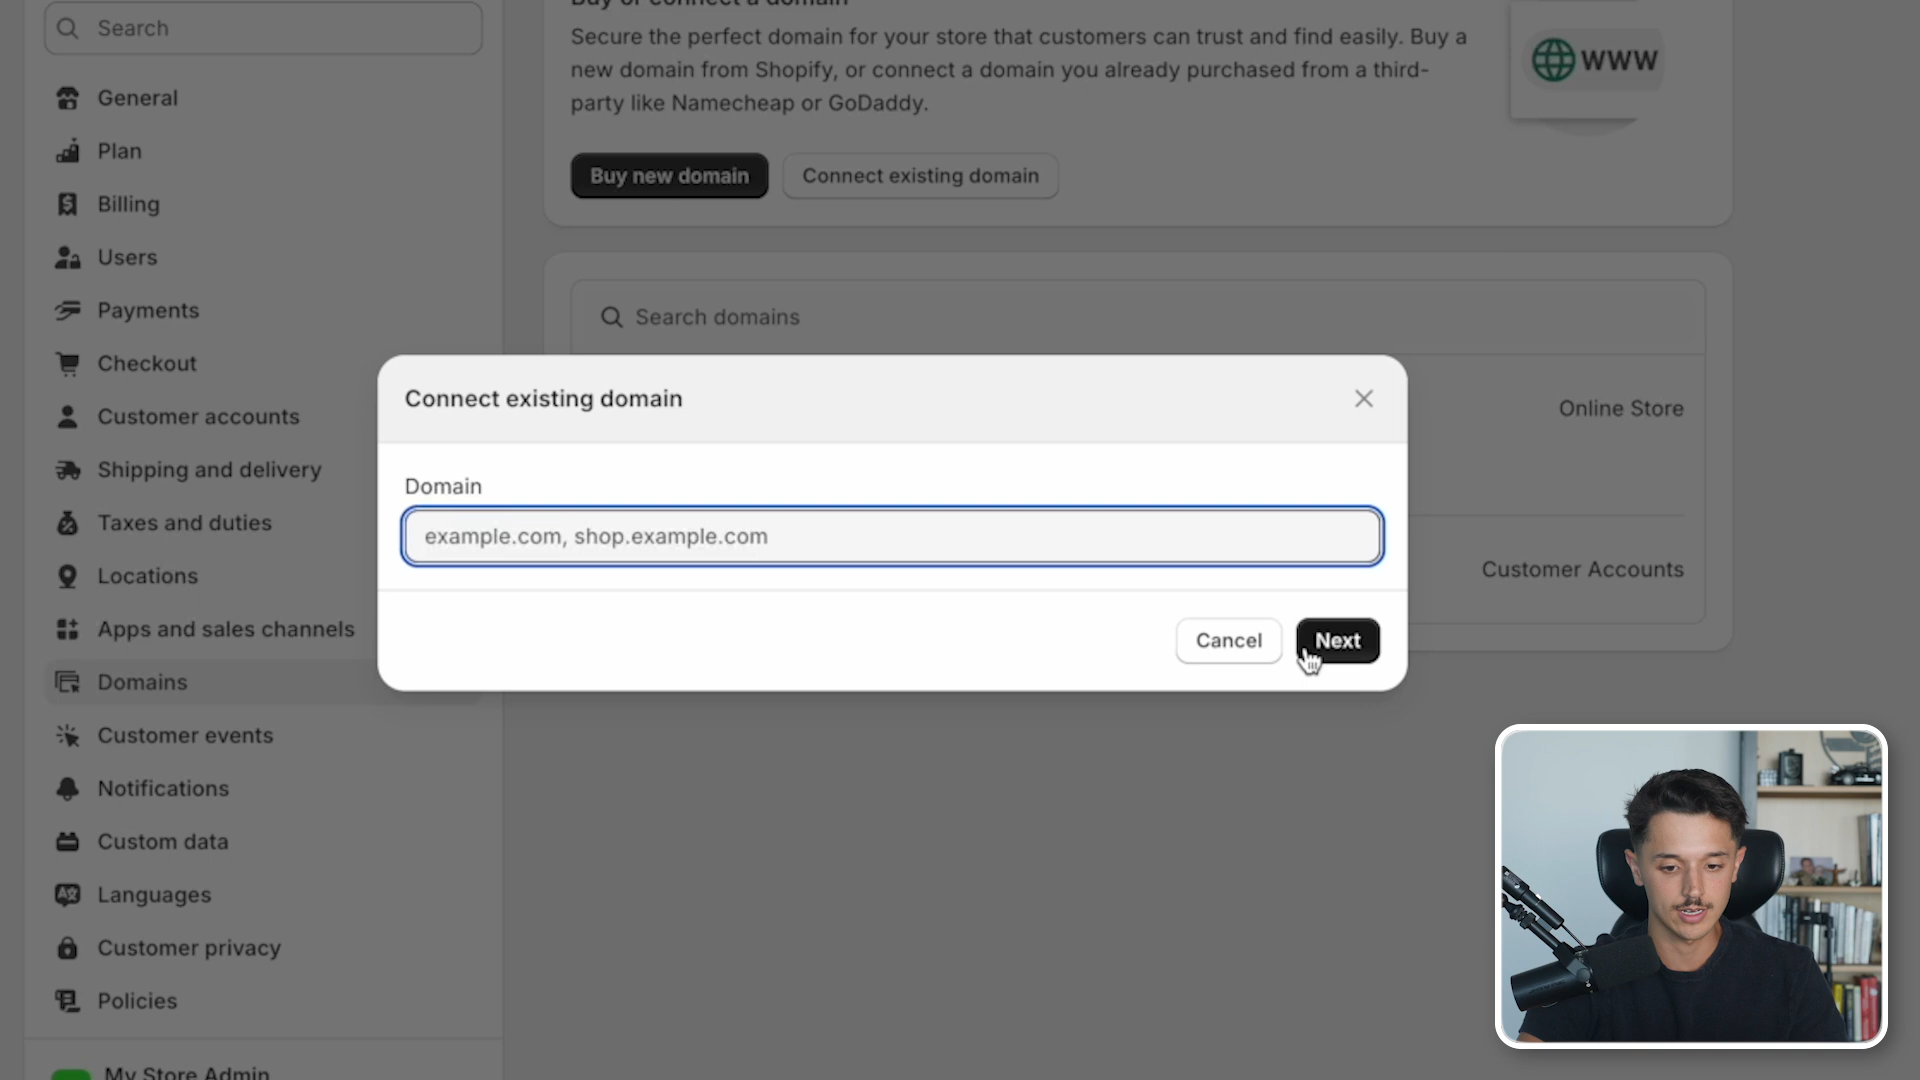 Search
General
Plan
Billing
Users
Payments
Checkout
Customer accounts
Shipping and delivery
Taxes and duties
Locations
Apps and sales channels
Domains
Customer events
Notifications
Custom data
Languages
Customer privacy
Policies
My Store Admin
Buy or connect a domain
Secure the perfect domain for your store that customers can trust and find easily. Buy a
new domain from Shopify, or connect a domain you already purchased from a third-
party like Namecheap or GoDaddy.
WWW
Buy new domain
Connect existing domain
Search domains
Online Store
Customer Accounts
Connect existing domain
Domain
example.com, shop.example.com
Cancel
Next